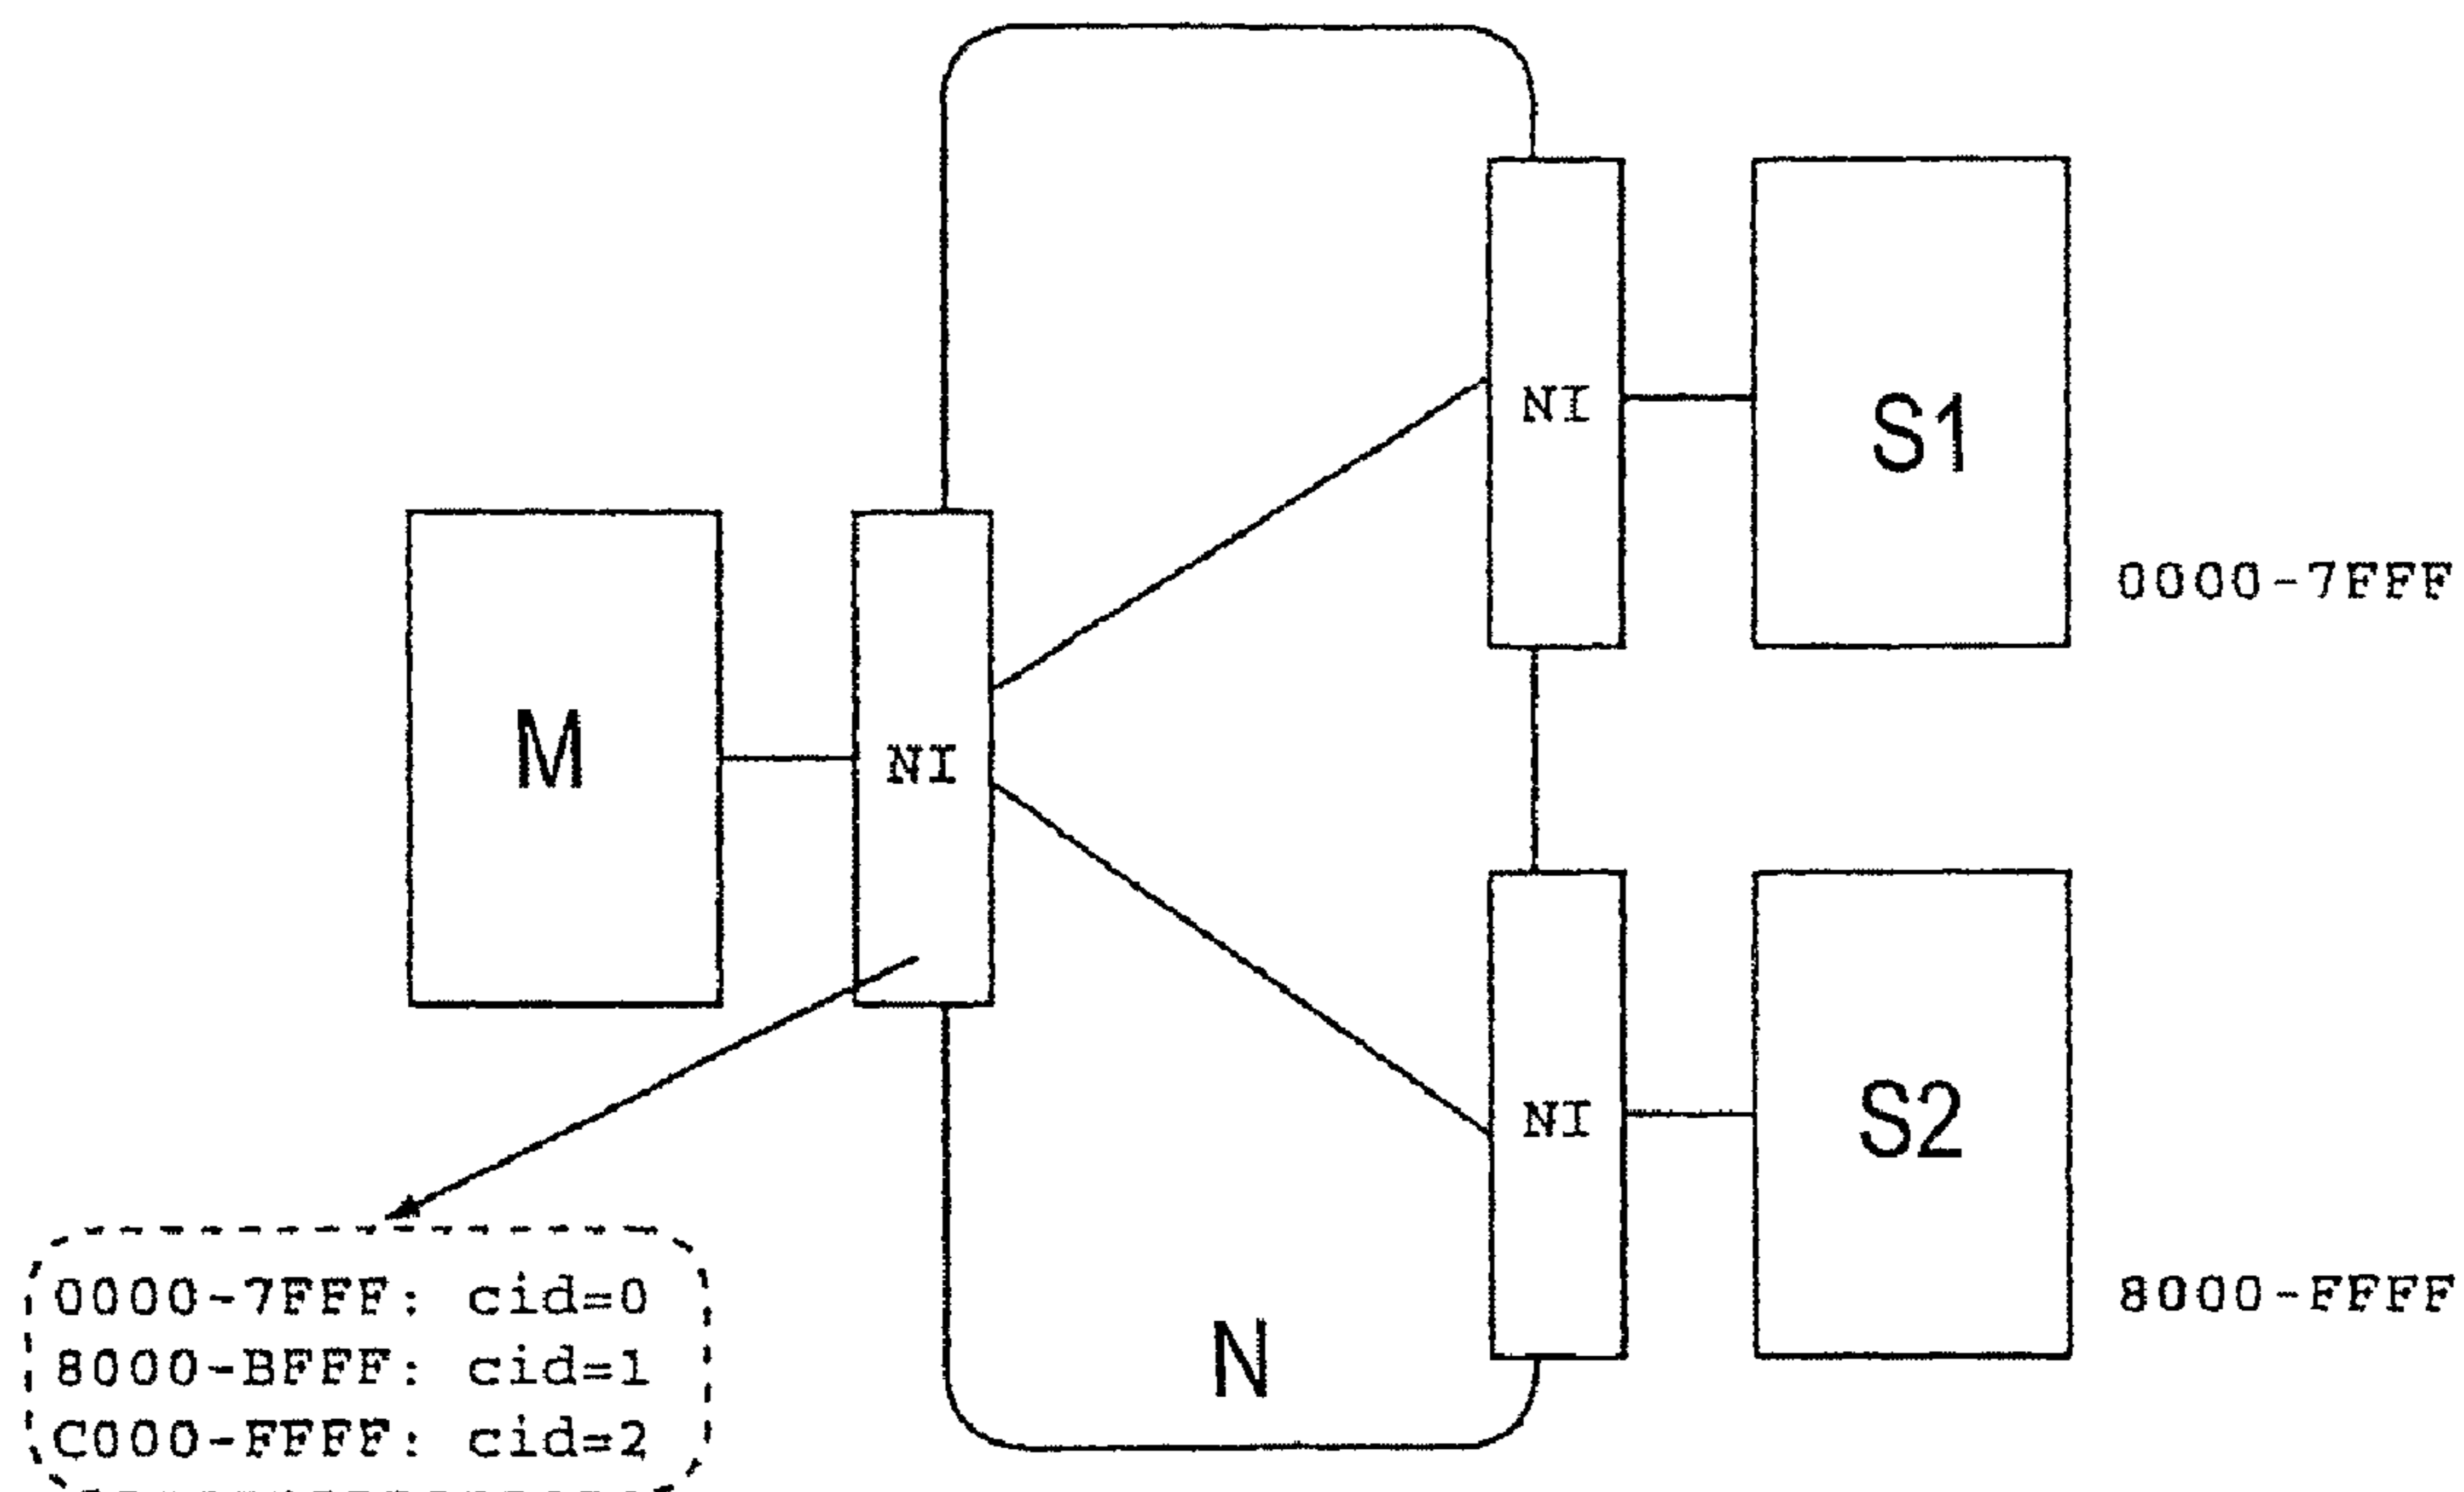 NI
S1
0000-7FFF
M
NI
NI
S2
8000-FFFF
N
0000-7FFF: cid=0
8000-BFFF: cid=1
C000-FFFF: cid=2